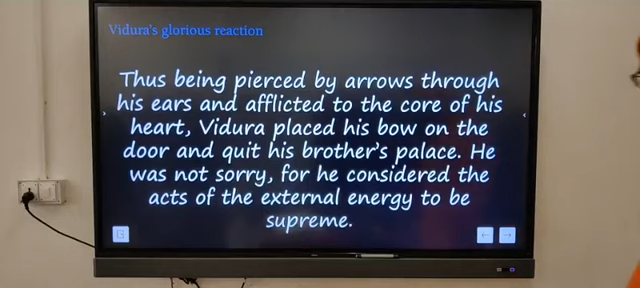 Vidura's glorious reaction
Thus being pierced by arrows through
his ears and afflicted to the core of his
heart, Vidura placed his bow on the
door and quit his brother's palace. He
was not sorry, for he considered the
acts of the external energy to be
supreme.